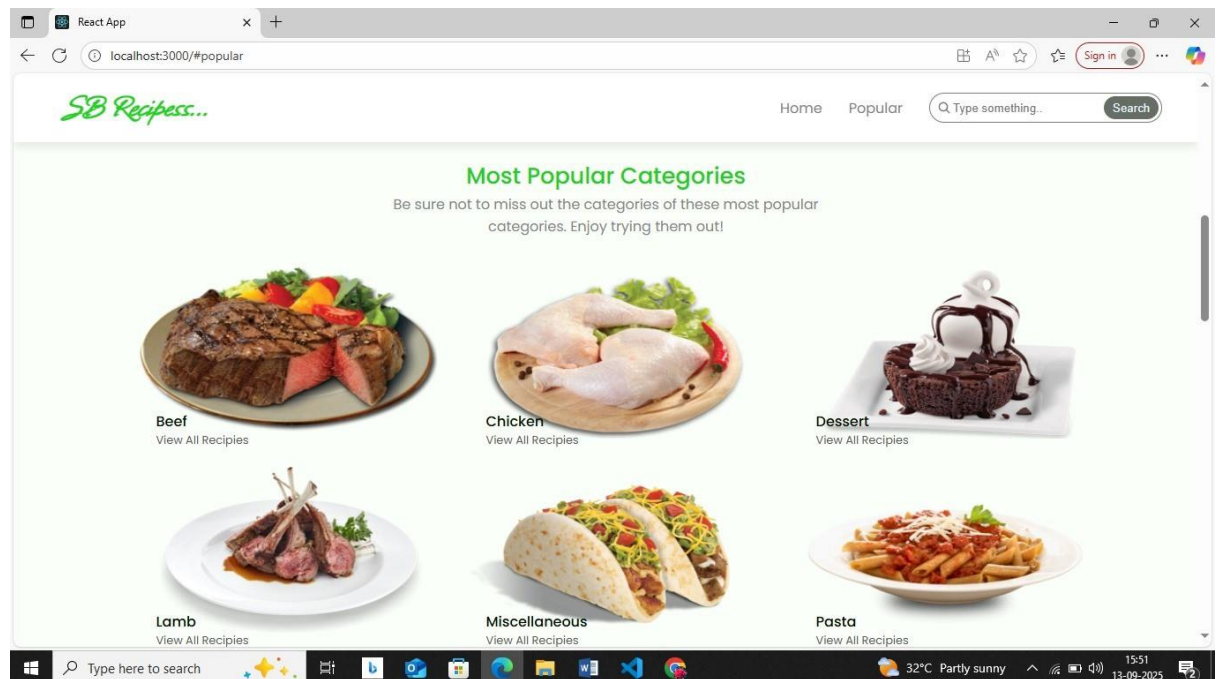 React App
localhost:3000/#popular
Sign in
SB Recipess...
Home Popular Type something.. Search
Most Popular Categories
Be sure not to miss out the categories of these most popular
categories. Enjoy trying them out!
Beef Chicken Dessert
View All Recipies View All Recipies View All Recipies
Lamb Miscellaneous Pasta
View All Recipies View All Recipies View All Recipies
Type here to search 32°C Partly sunny 15:51
13-09-2025